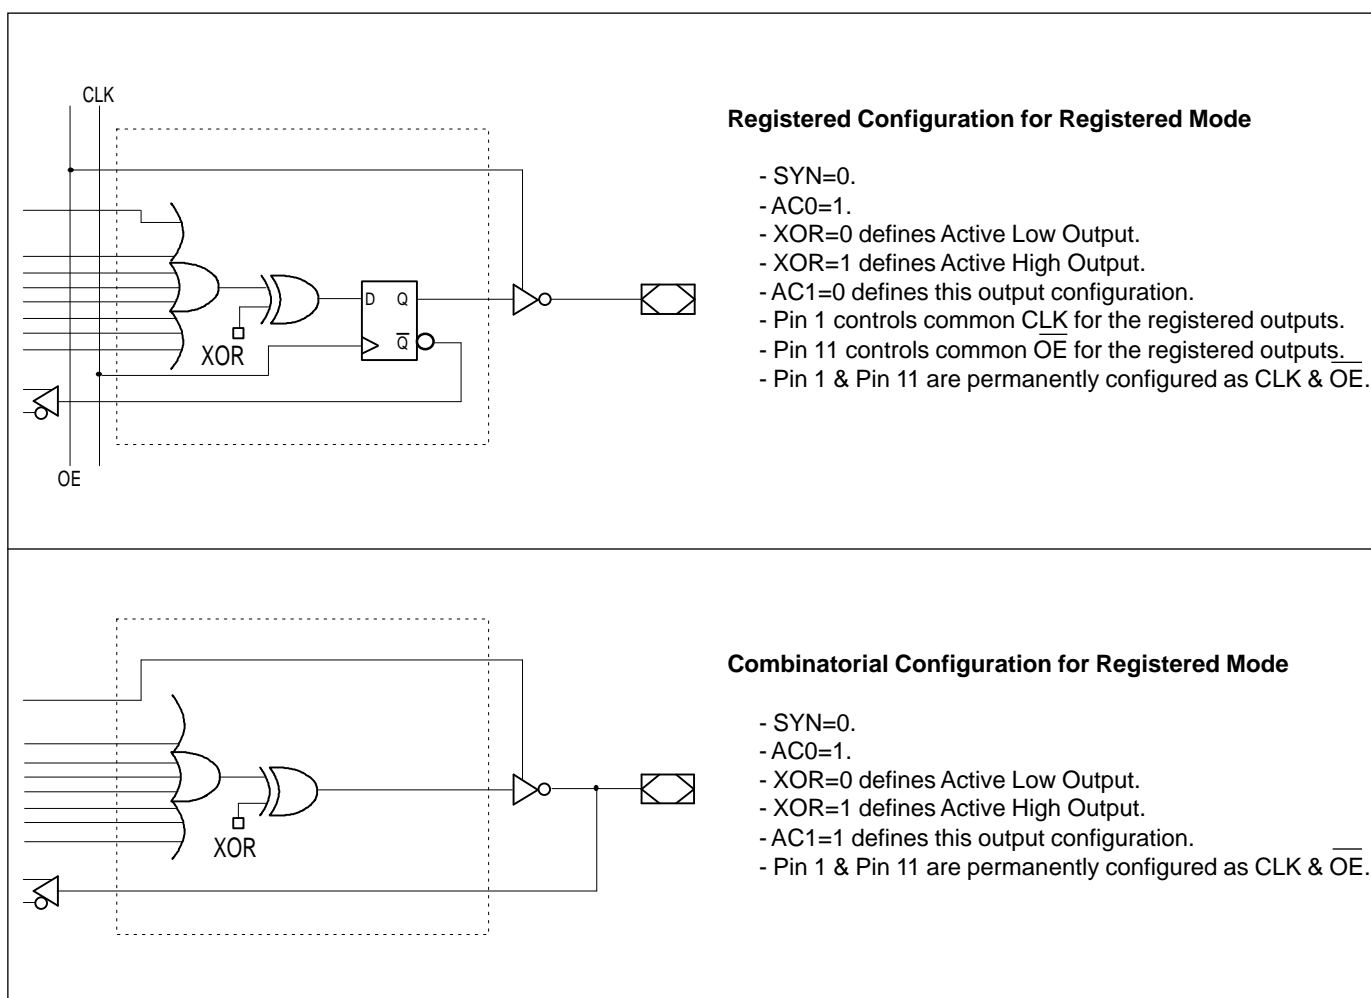 CLK
Registered Configuration for Registered Mode
- SYN=0.
- AC0=1.
- XOR=0 defines Active Low Output.
- XOR=1 defines Active High Output.
- AC1=0 defines this output configuration.
- Pin 1 controls common CLK for the registered outputs.
- Pin 11 controls common O̅E̅ for the registered outputs.
- Pin 1 & Pin 11 are permanently configured as CLK & O̅E̅.
D Q
Q̅
XOR
OE
Combinatorial Configuration for Registered Mode
- SYN=0.
- AC0=1.
- XOR=0 defines Active Low Output.
- XOR=1 defines Active High Output.
- AC1=1 defines this output configuration.
- Pin 1 & Pin 11 are permanently configured as CLK & O̅E̅.
XOR